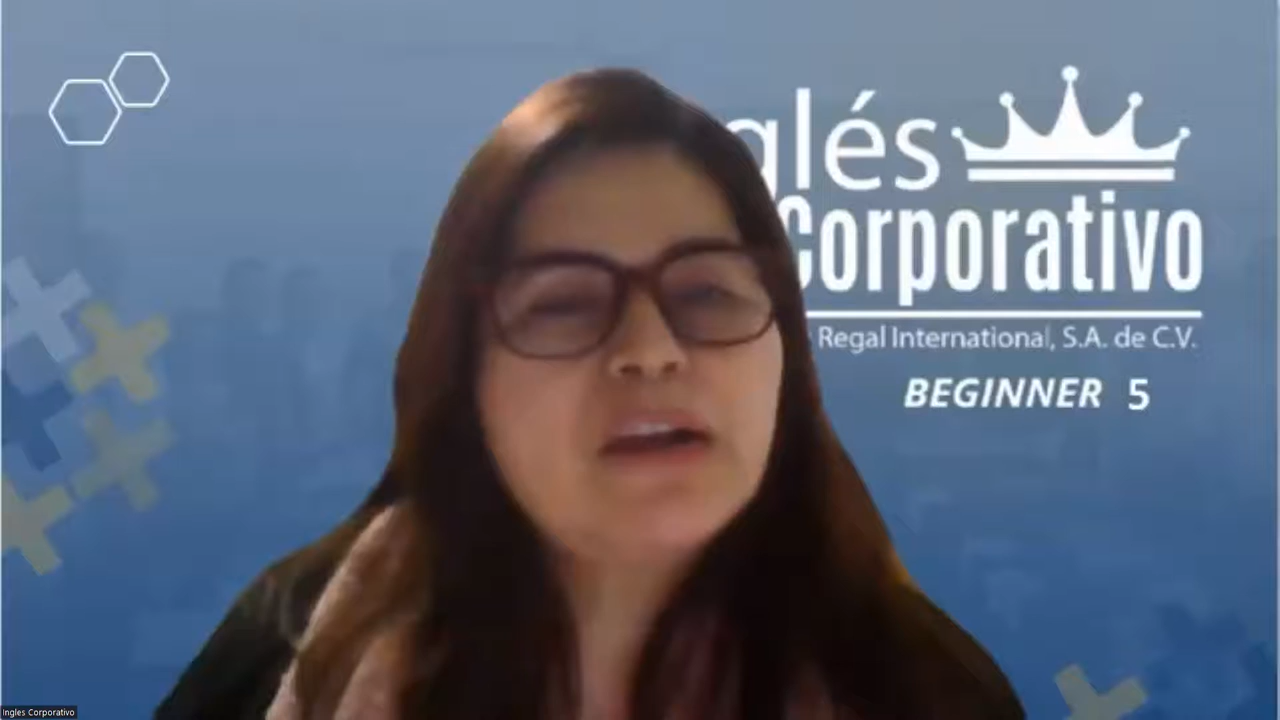 glés
Corporativo
Regal International, S.A. de C.V.
BEGINNER 5
Ingles Corporativo